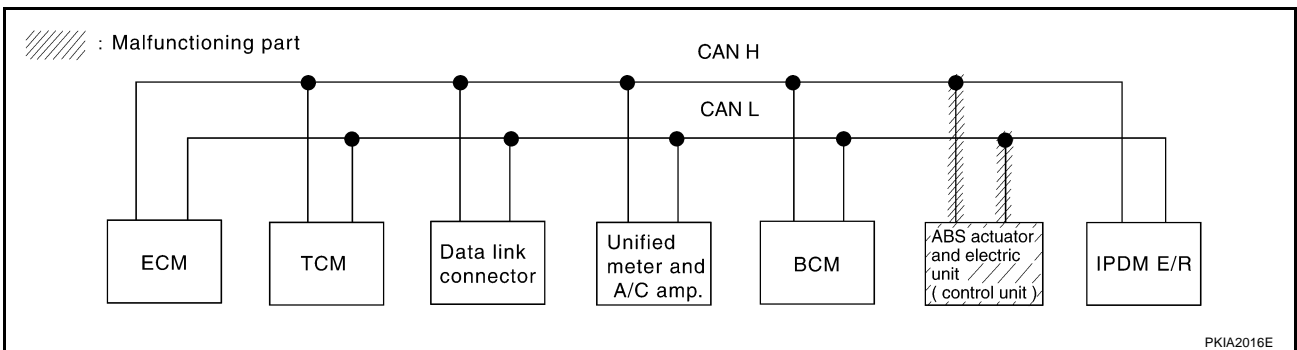 : Malfunctioning part
CAN H
CAN L
ECM
TCM
Data link
connector
Unified
meter and
A/C amp.
BCM
ABS actuator
and electric
unit
( control unit )
IPDM E/R
PKIA2016E